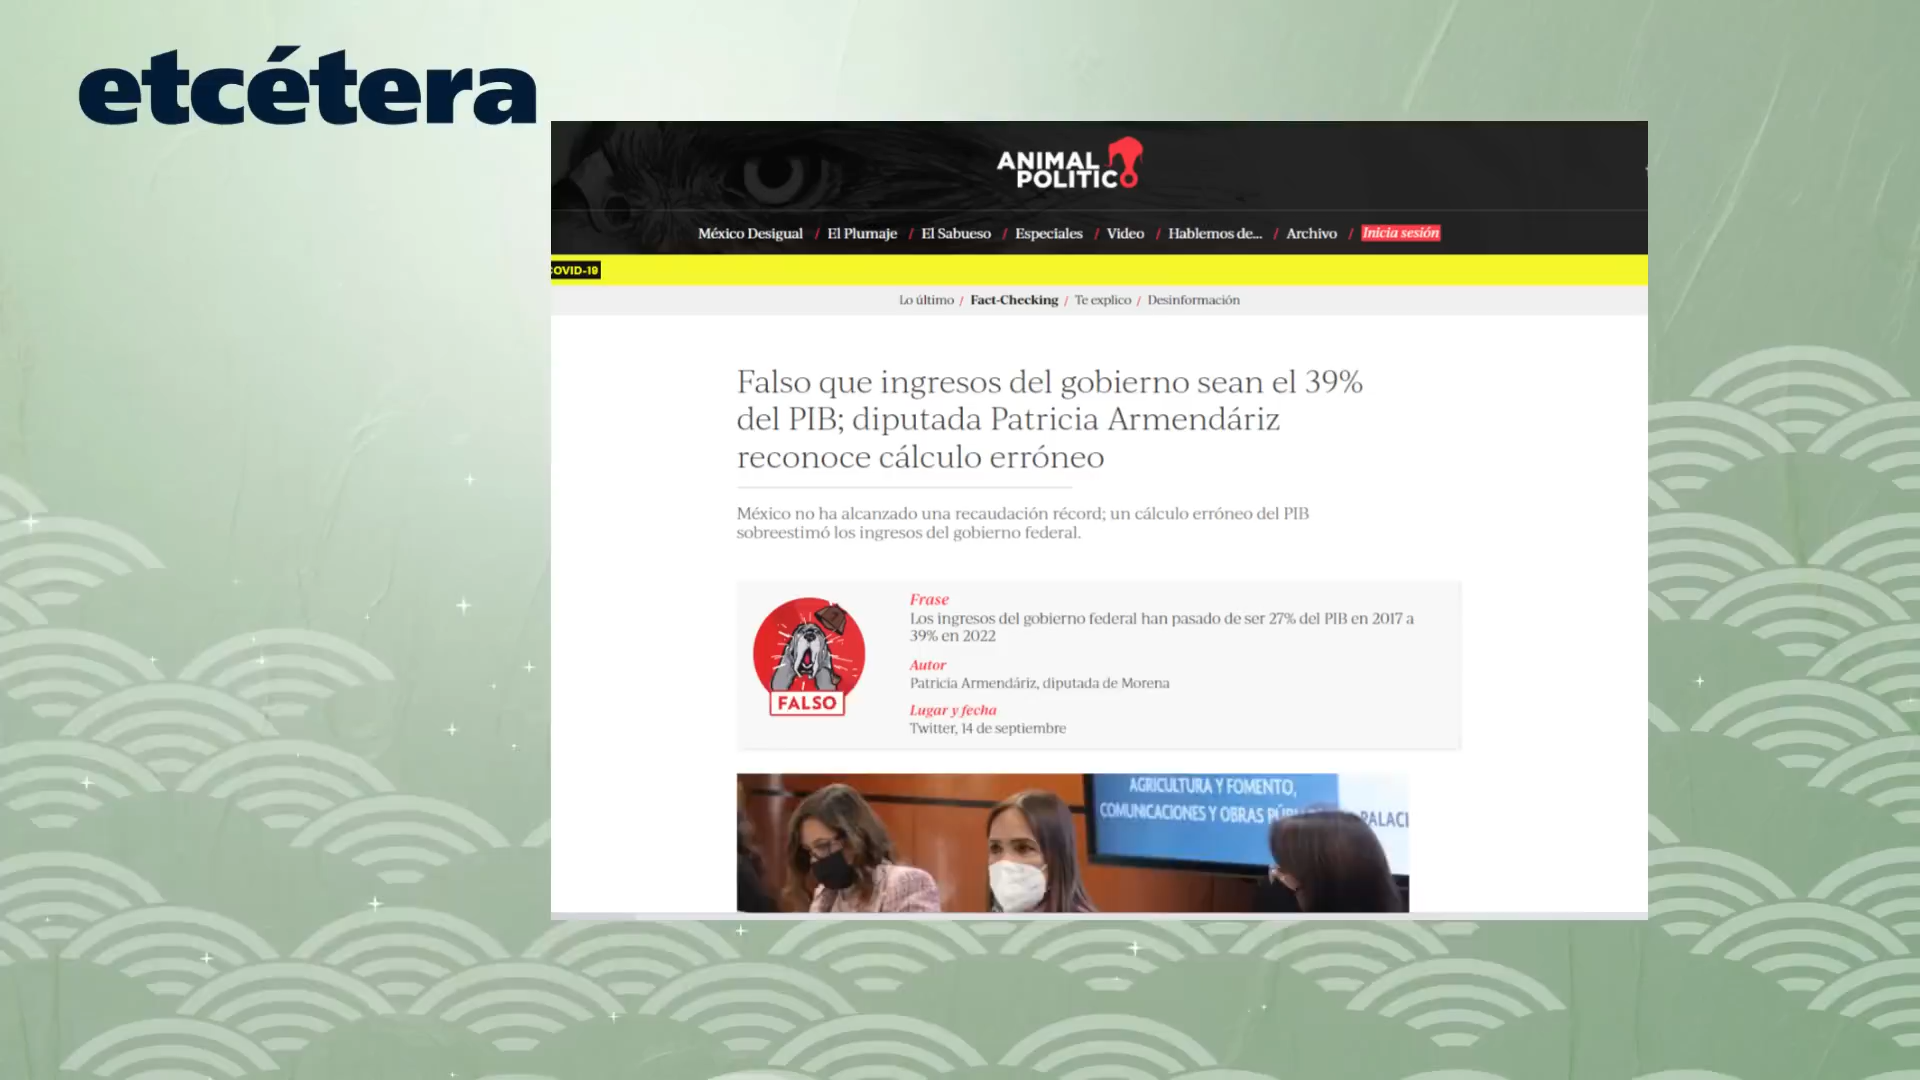 etcétera
ANIMAL
POLITICO
México Desigual / El Plumaje / El Sabueso / Especiales / Video / Hablemos de... / Archivo / Inicia sesión
OVID-19
Lo último / Fact-Checking / Te explico / Desinformación
Falso que ingresos del gobierno sean el 39%
del PIB; diputada Patricia Armendáriz
reconoce cálculo erróneo
México no ha alcanzado una recaudación récord; un cálculo erróneo del PIB
sobreestimó los ingresos del gobierno federal.
Frase
Los ingresos del gobierno federal han pasado de ser 27% del PIB en 2017 a
39% en 2022
Autor
Patricia Armendáriz, diputada de Morena
Lugar y fecha
Twitter, 14 de septiembre
FALSO
AGRICULTURA Y FOMENTO,
COMUNICACIONES Y OBRAS
PALACI